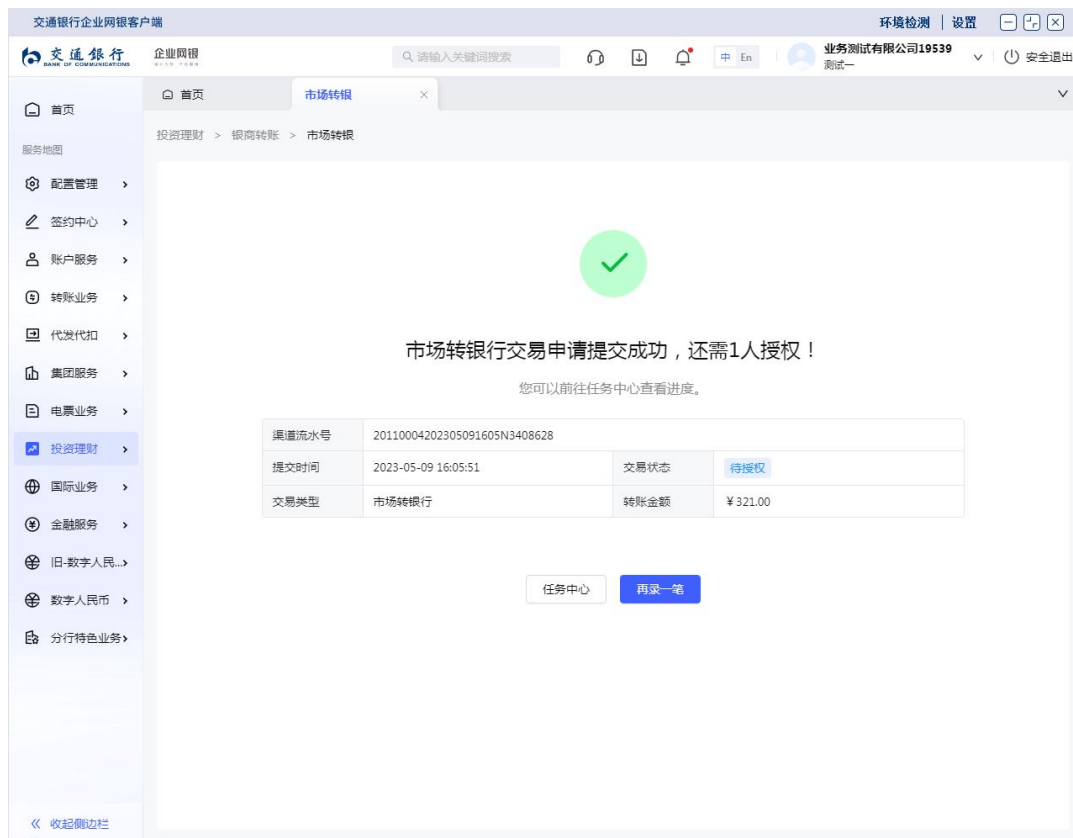 交通银行企业网银客户端
环境检测 | 设置
交通銀行 企业网银
BANK OF COMMUNICATIONS
请输入关键词搜索
中 En
业务测试有限公司19539
测试一
安全退出
首页
市场转银
首页
投资理财 > 银商转账 > 市场转银
服务地图
配置管理
签约中心
账户服务
转账业务
代发代扣
集团服务
电票业务
投资理财
国际业务
金融服务
旧-数字人民...
数字人民币
分行特色业务
收起侧边栏
市场转银行交易申请提交成功，还需1人授权！
您可以前往任务中心查看进度。
渠道流水号 20110004202305091605N3408628
提交时间 2023-05-09 16:05:51 交易状态 待授权
交易类型 市场转银行 转账金额 ¥321.00
任务中心 再录一笔